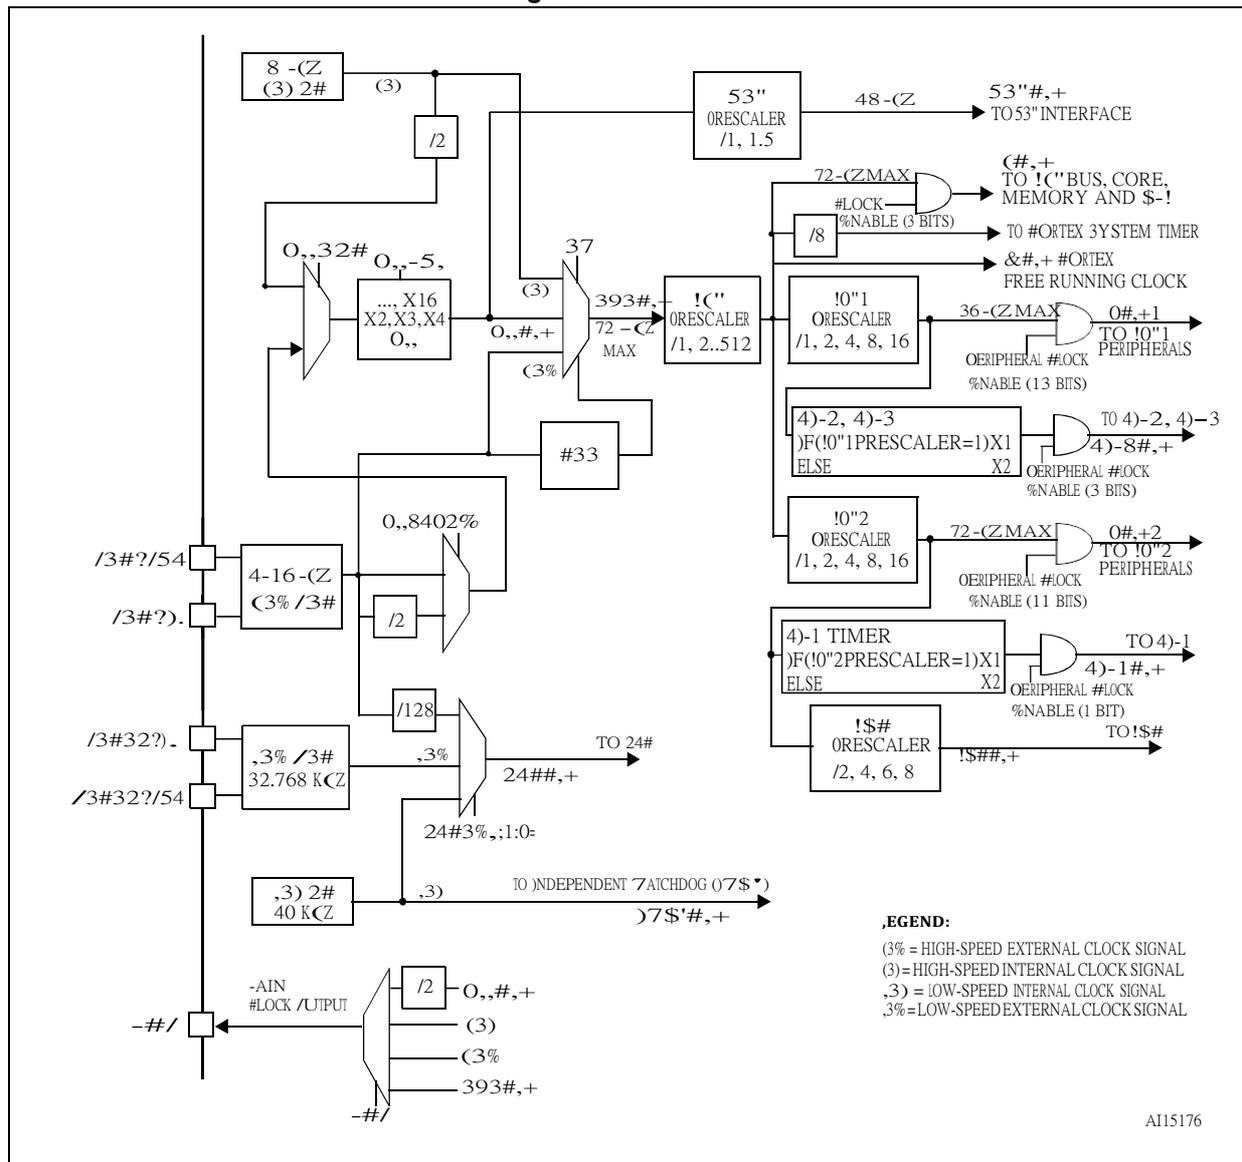 8 -(Z
(3) 2#
(3)
/2
53"
0RESCALER
/1, 1.5
48 -(Z
53"#,+
TO 53" INTERFACE
72-(Z MAX
#LOCK
%NABLE (3 BITS)
(#,+
TO !(" BUS, CORE,
MEMORY AND $-!
/8
TO #ORTEX 3YSTEM TIMER
&#,+ #ORTEX
FREE RUNNING CLOCK
0,,32#
0,,-5,
..., X16
X2,X3,X4
0,,
37
(3)
0,,#,+
(3%
393#,+
72 -(Z
MAX
!("
0RESCALER
/1, 2..512
!0"1
0RESCALER
/1, 2, 4, 8, 16
36-(Z MAX
0#,+1
TO !0"1
PERIPHERALS
0ERIPHERAL #LOCK
%NABLE (13 BITS)
#33
4)-2, 4)-3
)F(!0"1PRESCALER=1)X1
ELSE X2
TO 4)-2, 4)-3
4)-8#,+
0ERIPHERAL #LOCK
%NABLE (3 BITS)
0,,8402%
/3#?/54
4-16 -(Z
(3% /3#
/3#?).
/2
!0"2
0RESCALER
/1, 2, 4, 8, 16
72-(Z MAX
0#,+2
TO !0"2
PERIPHERALS
0ERIPHERAL #LOCK
%NABLE (11 BITS)
4)-1 TIMER
)F(!0"2PRESCALER=1)X1
ELSE X2
TO 4)-1
4)-1#,+
0ERIPHERAL #LOCK
%NABLE (1 BIT)
/128
/3#32?).
,3% /3#
32.768 K(Z
/3#32?/54
,3%
TO 24#
24##,+
24#3%,;1:0=
!$#
0RESCALER
/2, 4, 6, 8
TO !$#
!$##,+
,3) 2#
40 K(Z
,3)
TO )NDEPENDENT 7ATCHDOG ()7$')
)7$'#,+
,EGEND:
(3% = HIGH-SPEED EXTERNAL CLOCK SIGNAL
(3) = HIGH-SPEED INTERNAL CLOCK SIGNAL
,3) = LOW-SPEED INTERNAL CLOCK SIGNAL
,3% = LOW-SPEED EXTERNAL CLOCK SIGNAL
-AIN
#LOCK /UTPUT
-#/
/2
0,,#,+
(3)
(3%
393#,+
-#/
AI15176